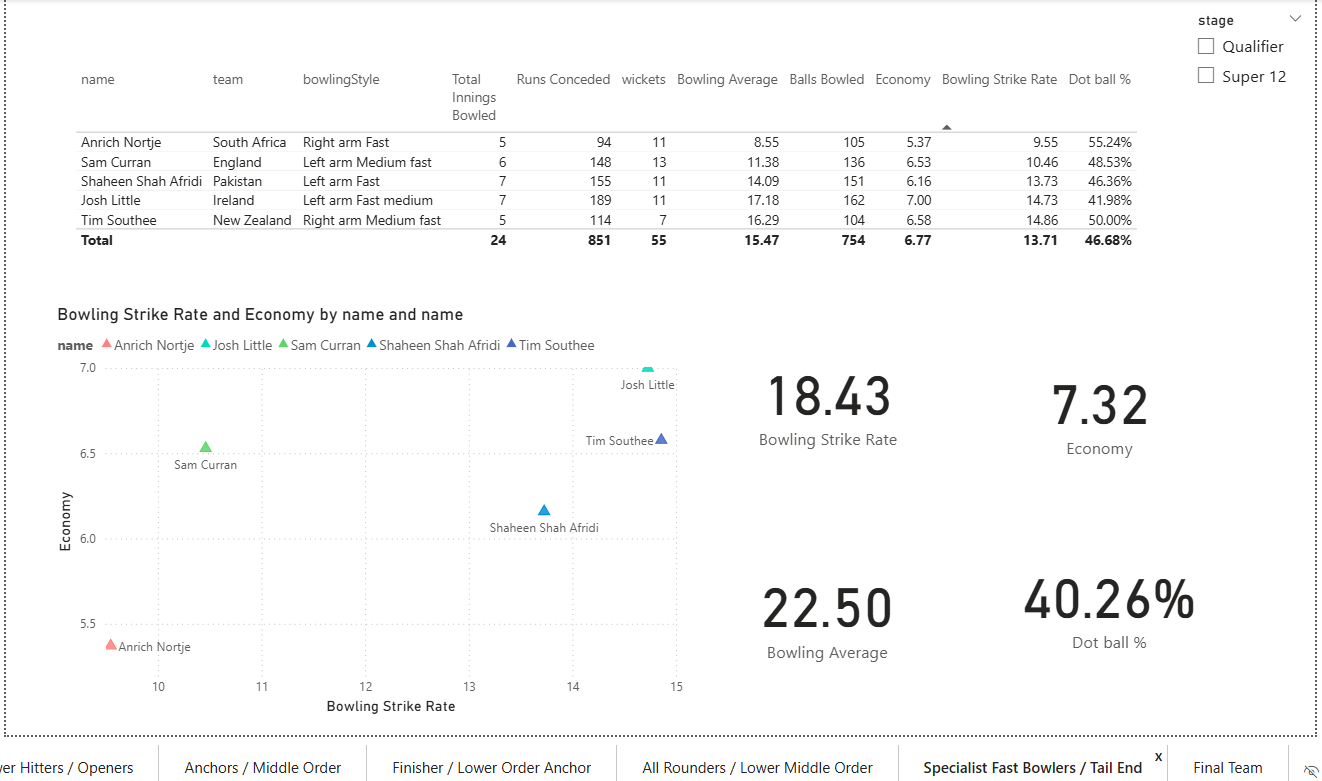 stage
Qualifier
Super 12
name team bowlingStyle Total Innings Bowled Runs Conceded wickets Bowling Average Balls Bowled Economy Bowling Strike Rate Dot ball %
Anrich Nortje South Africa Right arm Fast 5 94 11 8.55 105 5.37 9.55 55.24%
Sam Curran England Left arm Medium fast 6 148 13 11.38 136 6.53 10.46 48.53%
Shaheen Shah Afridi Pakistan Left arm Fast 7 155 11 14.09 151 6.16 13.73 46.36%
Josh Little Ireland Left arm Fast medium 7 189 11 17.18 162 7.00 14.73 41.98%
Tim Southee New Zealand Right arm Medium fast 5 114 7 16.29 104 6.58 14.86 50.00%
Total 24 851 55 15.47 754 6.77 13.71 46.68%
Bowling Strike Rate and Economy by name and name
name Anrich Nortje Josh Little Sam Curran Shaheen Shah Afridi Tim Southee
7.0
Josh Little
Tim Southee
6.5
Sam Curran
Shaheen Shah Afridi
Economy
6.0
5.5
Anrich Nortje
10 11 12 13 14 15
Bowling Strike Rate
18.43
Bowling Strike Rate
7.32
Economy
22.50
Bowling Average
40.26%
Dot ball %
ver Hitters / Openers Anchors / Middle Order Finisher / Lower Order Anchor All Rounders / Lower Middle Order Specialist Fast Bowlers / Tail End x Final Team